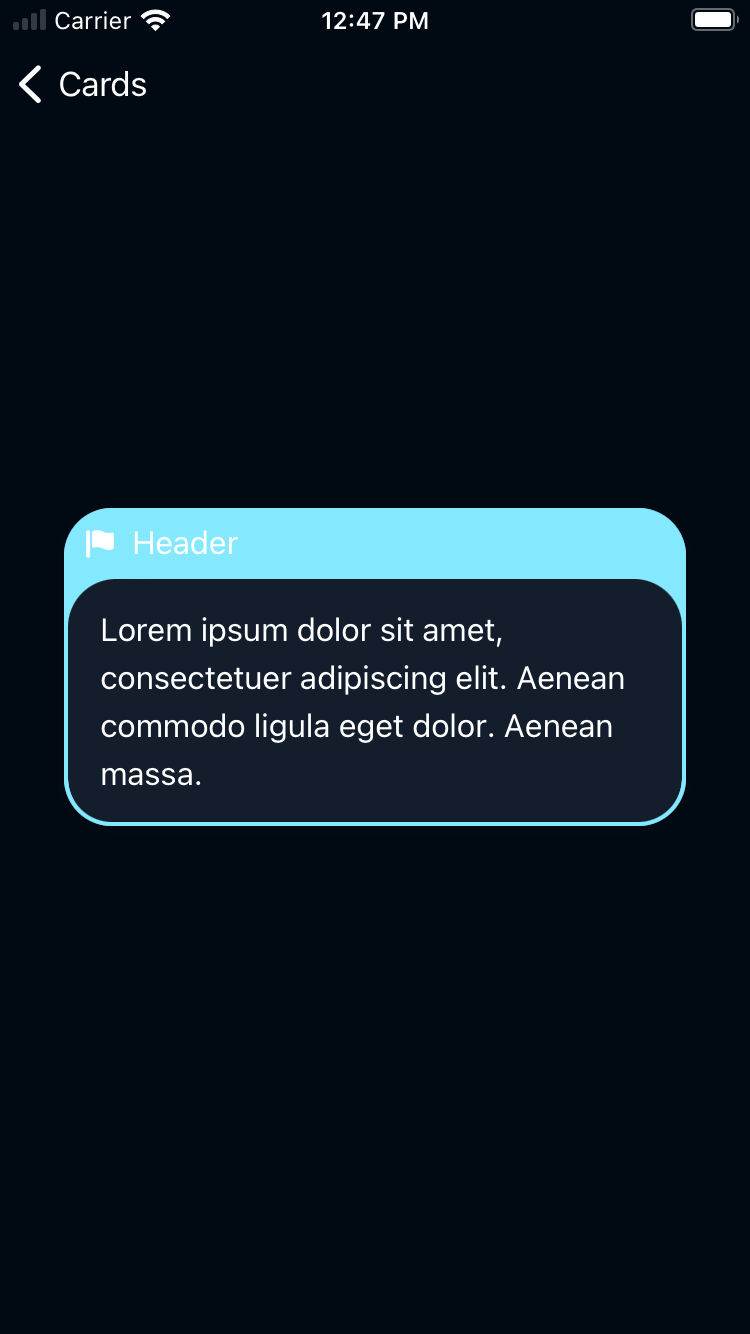 Carrier 12:47 PM
Cards
Header
Lorem ipsum dolor sit amet,
consectetuer adipiscing elit. Aenean
commodo ligula eget dolor. Aenean
massa.